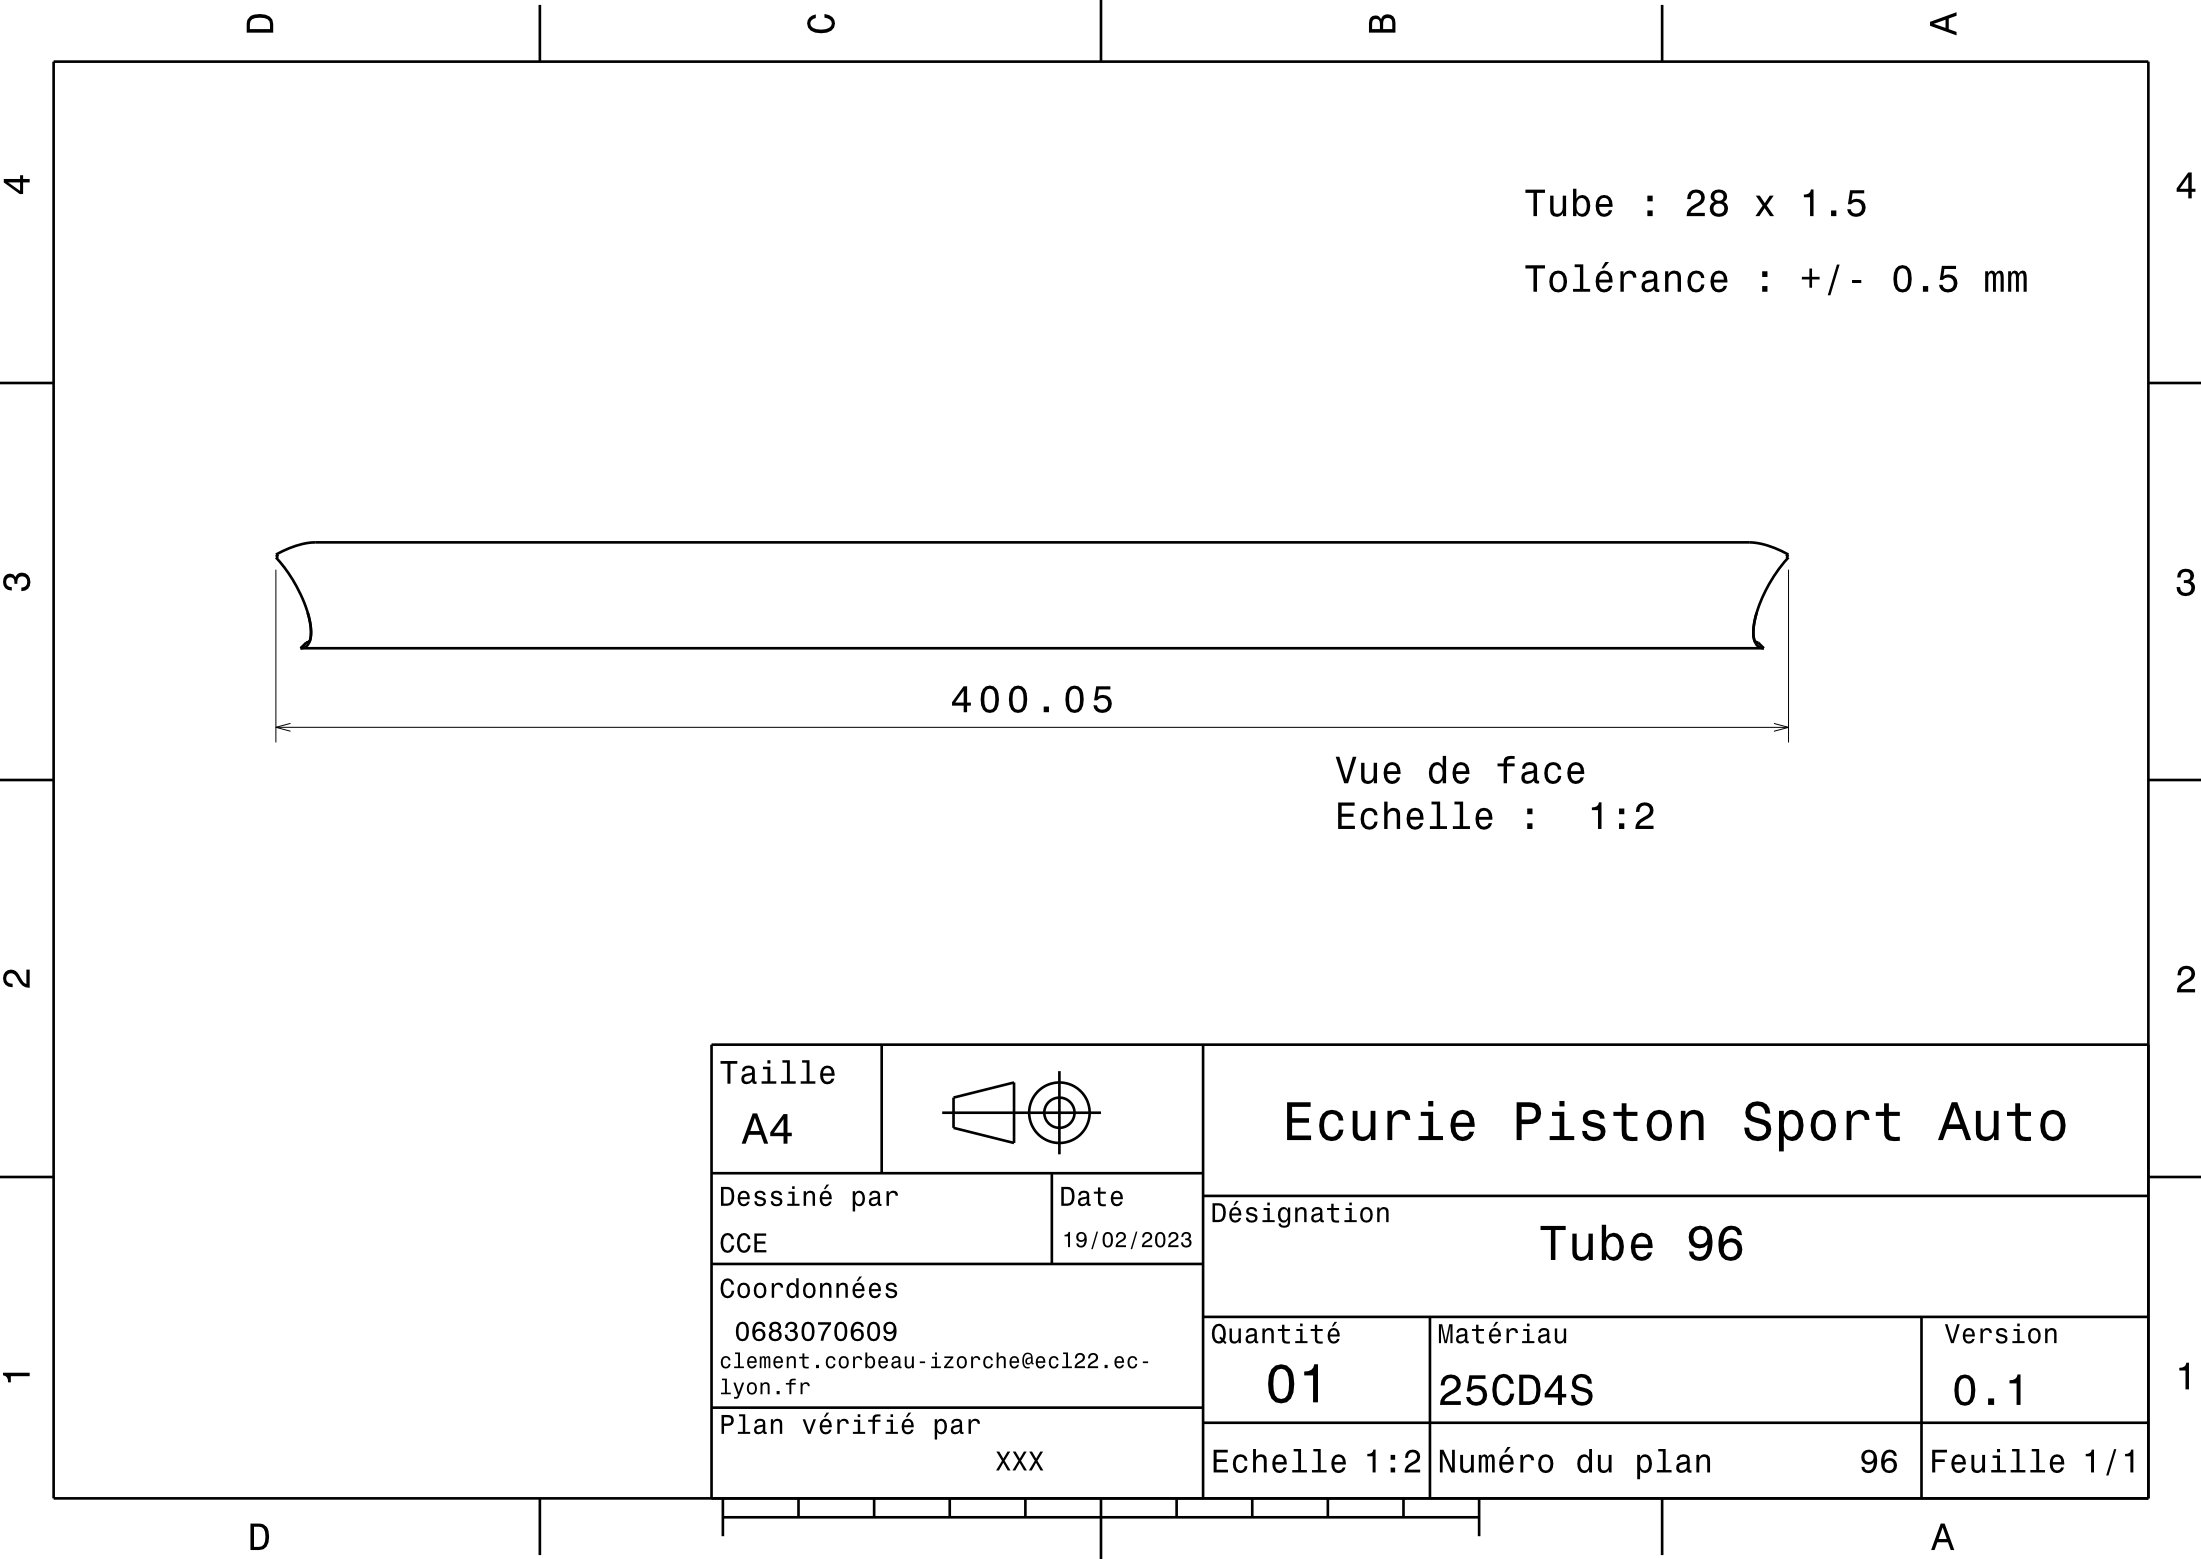 D C B A
4 4
Tube : 28 x 1.5
Tolérance : +/- 0.5 mm
3 3
400.05
Vue de face
Echelle : 1:2
2 2
Taille
A4
Ecurie Piston Sport Auto
Dessiné par
CCE
Date
19/02/2023
Désignation
Tube 96
Coordonnées
0683070609
clement.corbeau-izorche@ecl22.ec-
lyon.fr
Quantité
01
Matériau
25CD4S
Version
0.1
Plan vérifié par
XXX
Echelle 1:2
Numéro du plan 96
Feuille 1/1
1 1
D A